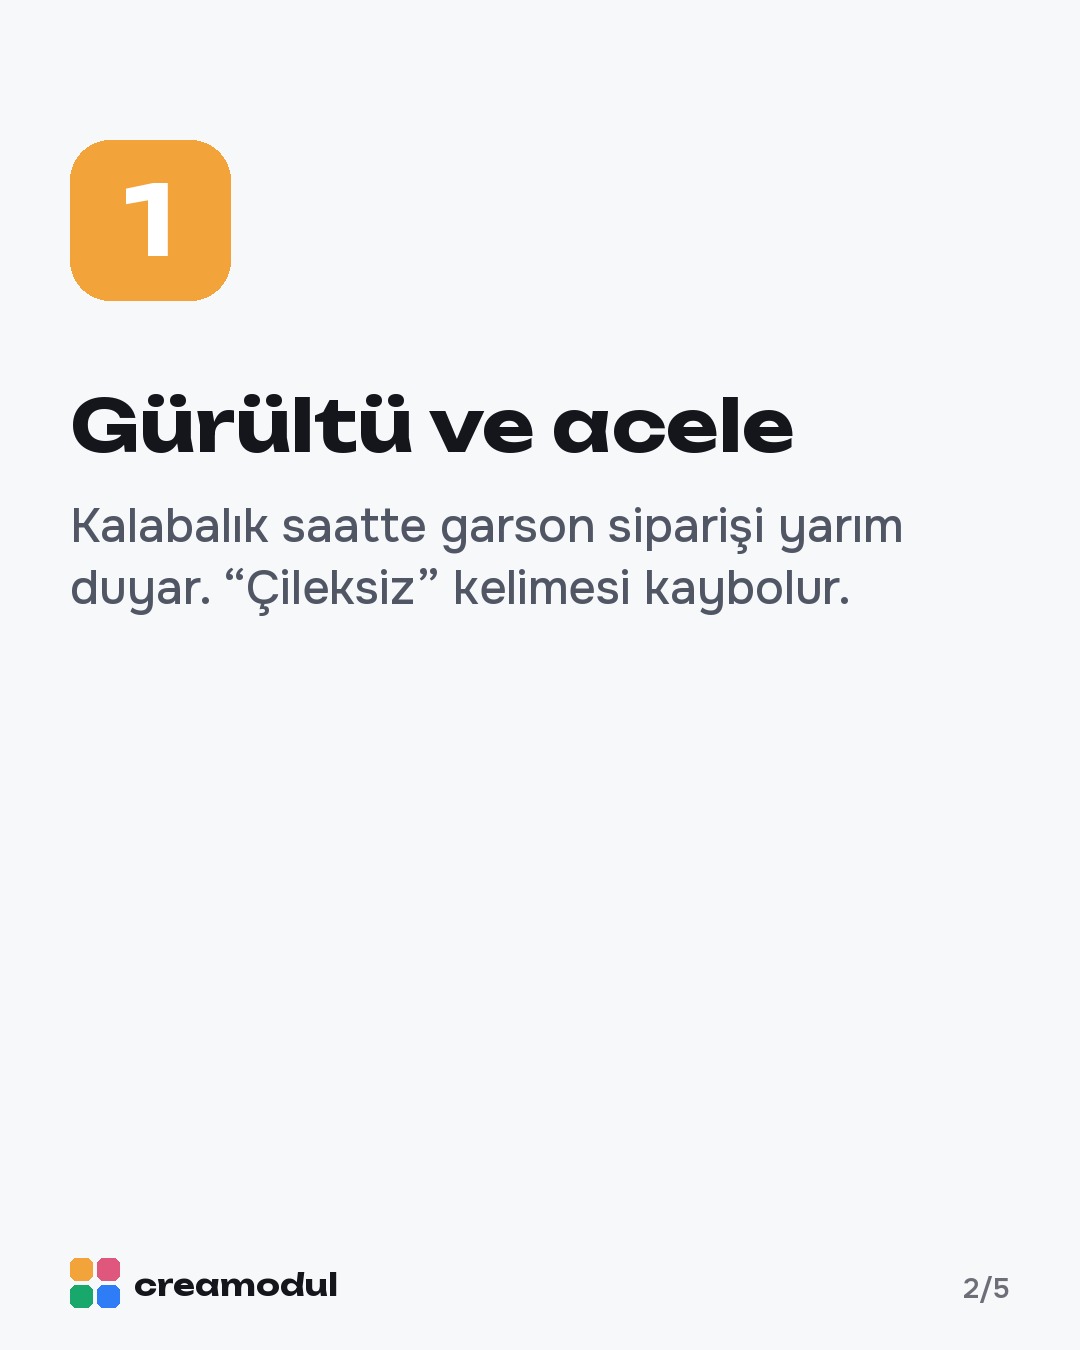 1
Gürültü ve acele
Kalabalık saatte garson siparişi yarım
duyar. “Çileksiz” kelimesi kaybolur.
creamodul
2/5